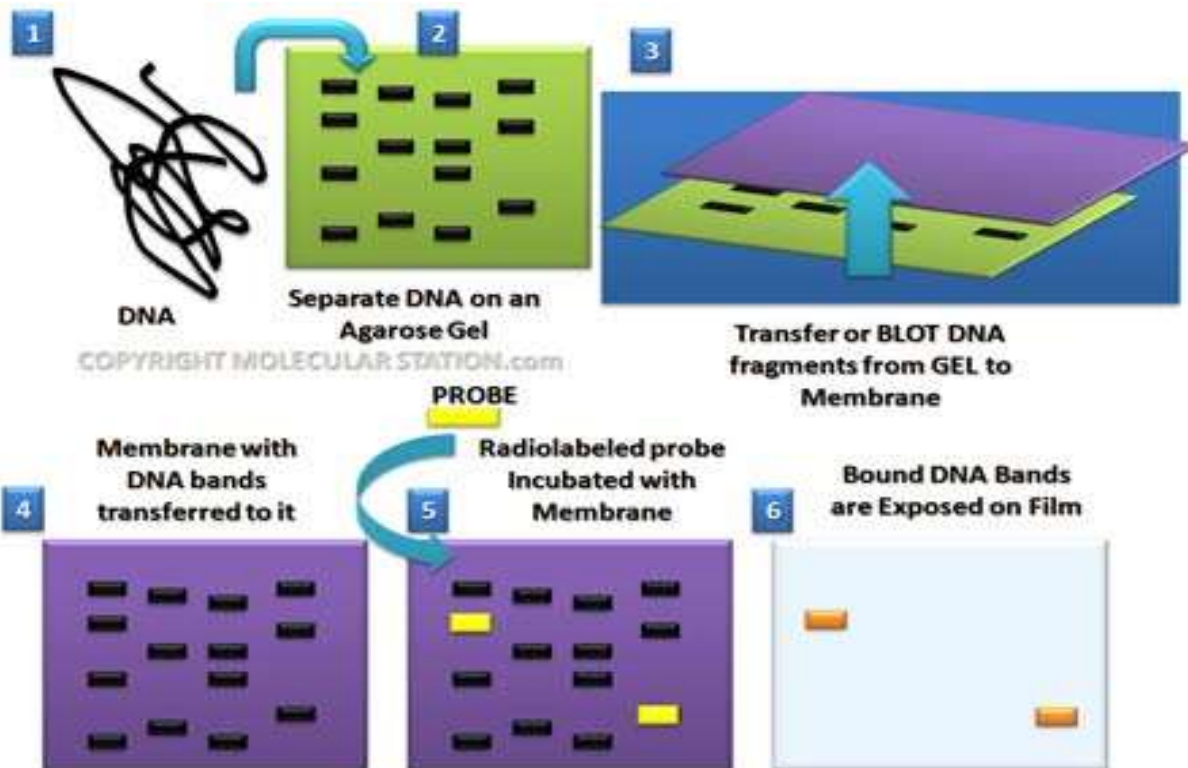 1
2
3
DNA
Separate DNA on an
Agarose Gel
COPYRIGHT MOLECULAR STATION.com
Transfer or BLOT DNA
fragments from GEL to
Membrane
PROBE
Membrane with
DNA bands
transferred to it
4
Radiolabeled probe
Incubated with
Membrane
5
Bound DNA Bands
are Exposed on Film
6